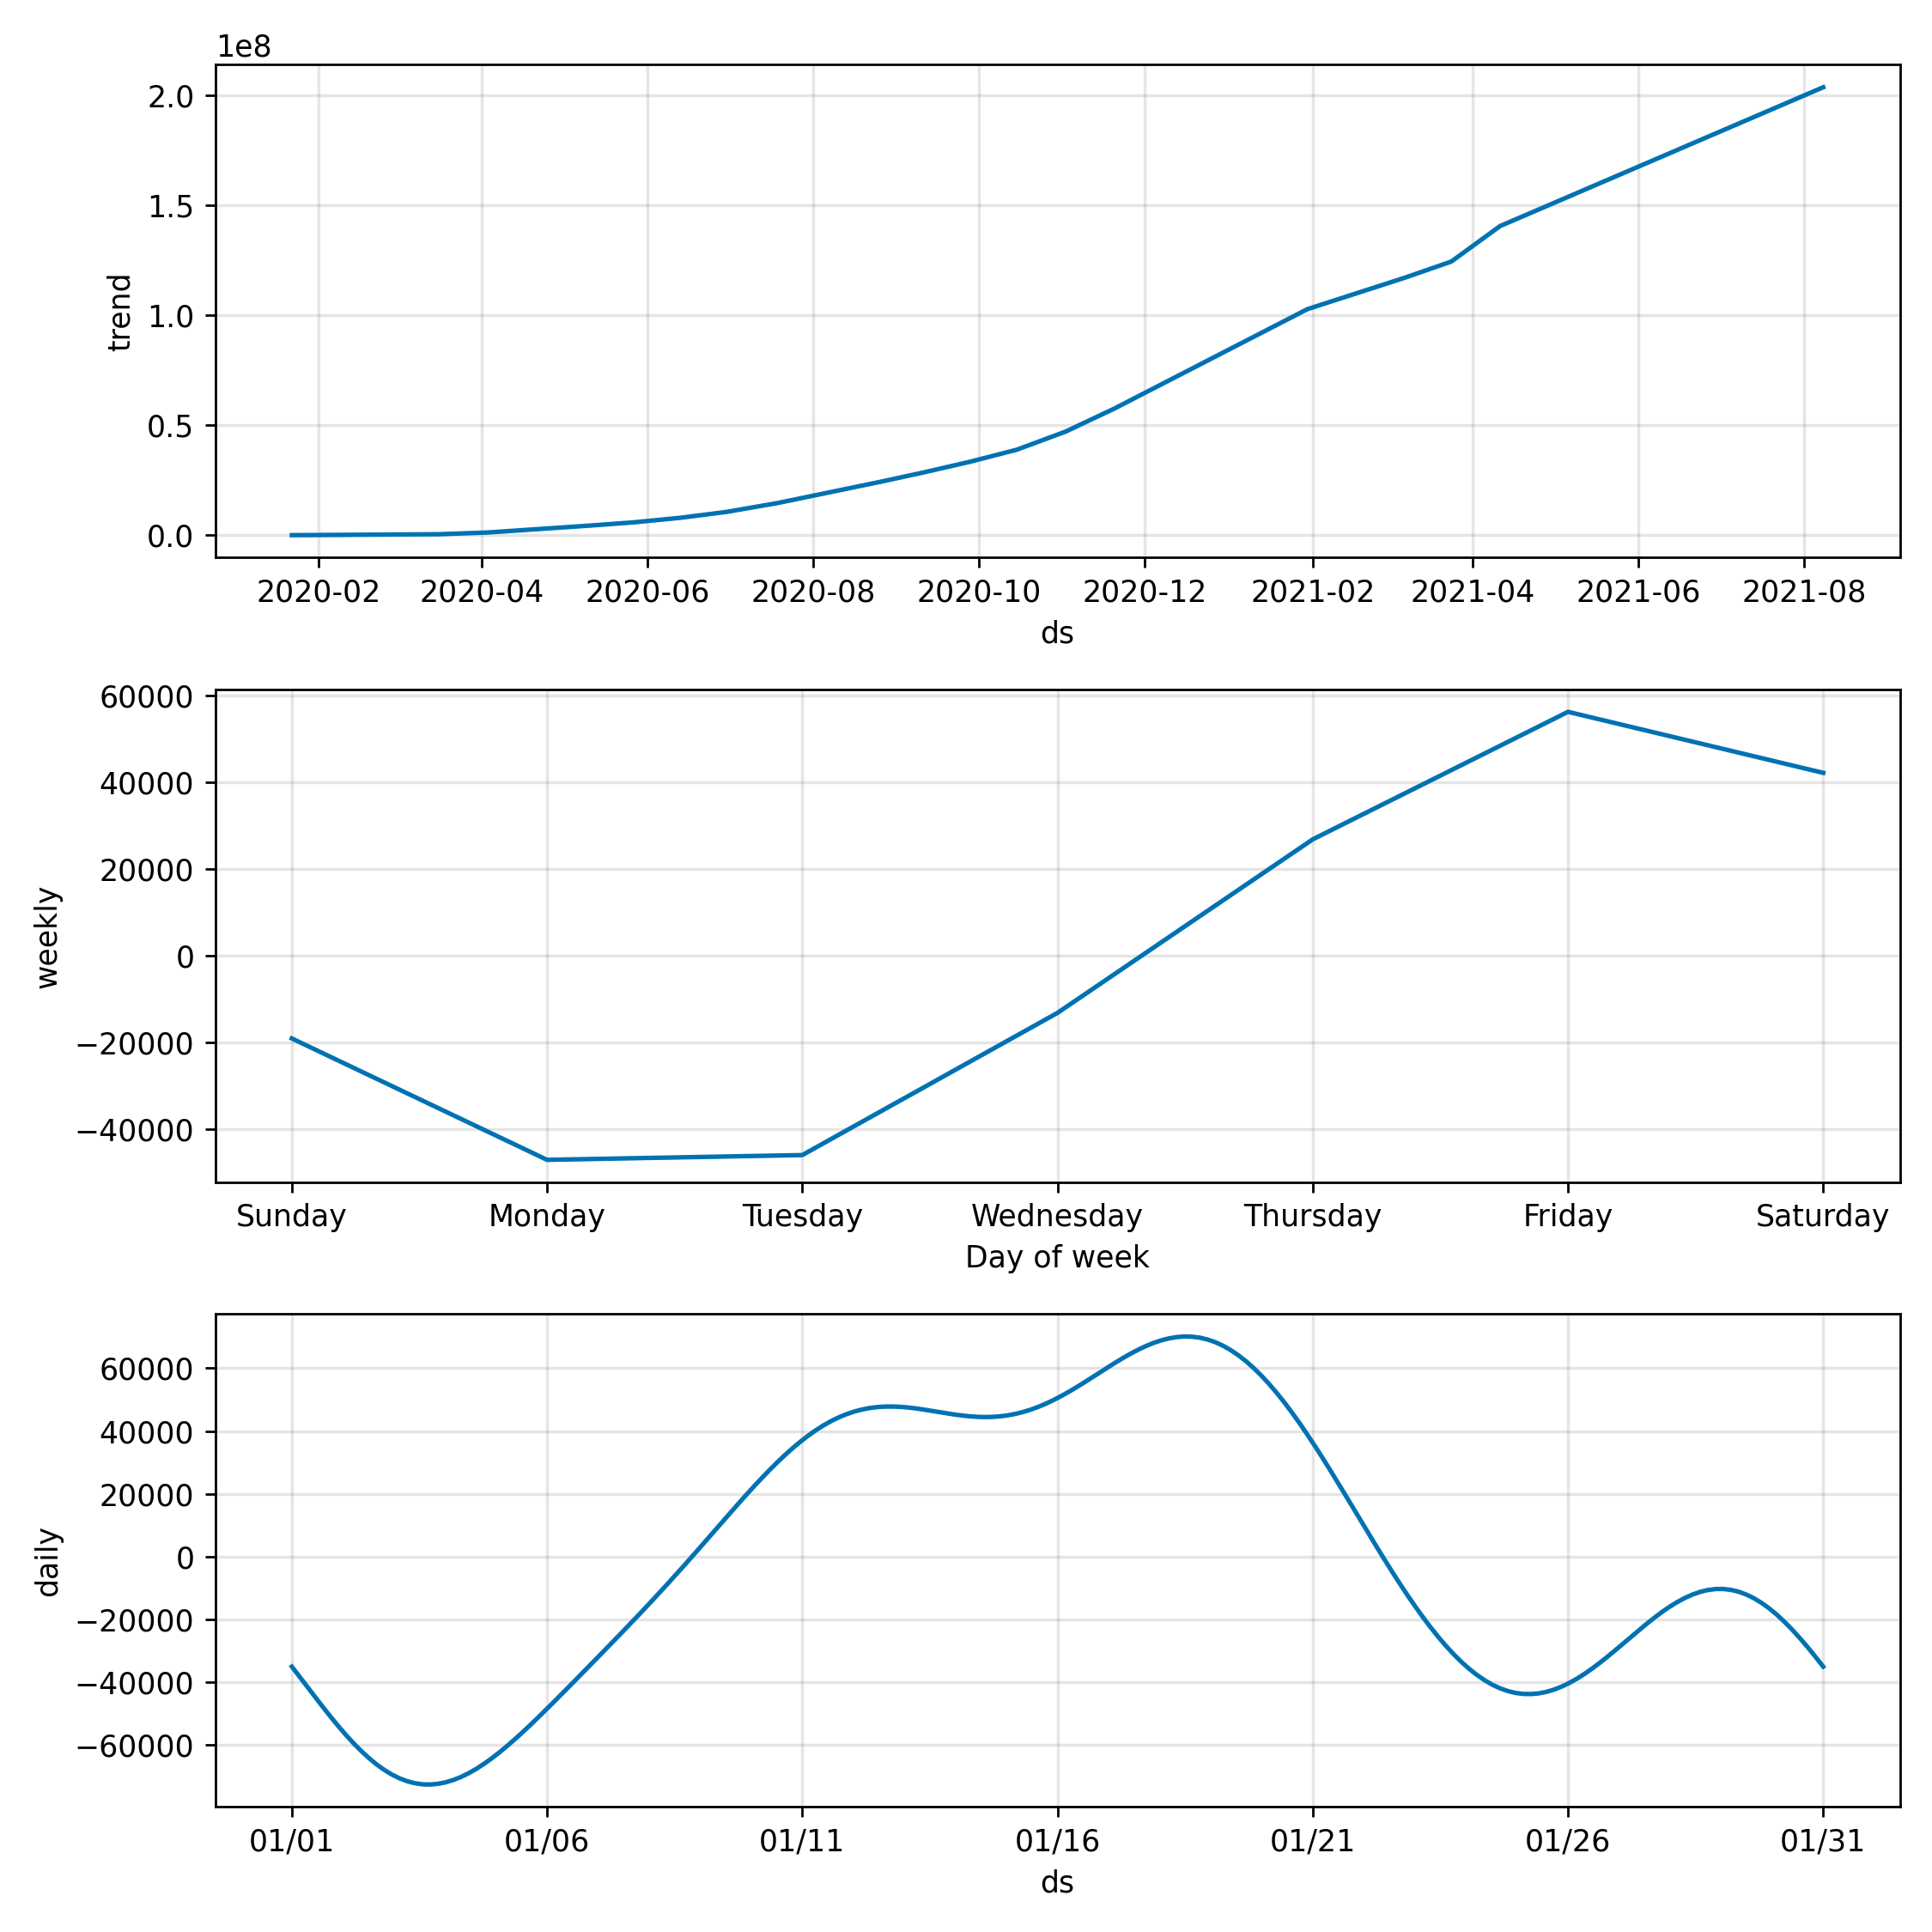 1e8
2.0
1.5
1.0
0.5
0.0
trend
2020-02 2020-04 2020-06 2020-08 2020-10 2020-12 2021-02 2021-04 2021-06 2021-08
ds
60000
40000
20000
0
−20000
−40000
weekly
Sunday Monday Tuesday Wednesday Thursday Friday Saturday
Day of week
60000
40000
20000
0
−20000
−40000
−60000
daily
01/01 01/06 01/11 01/16 01/21 01/26 01/31
ds